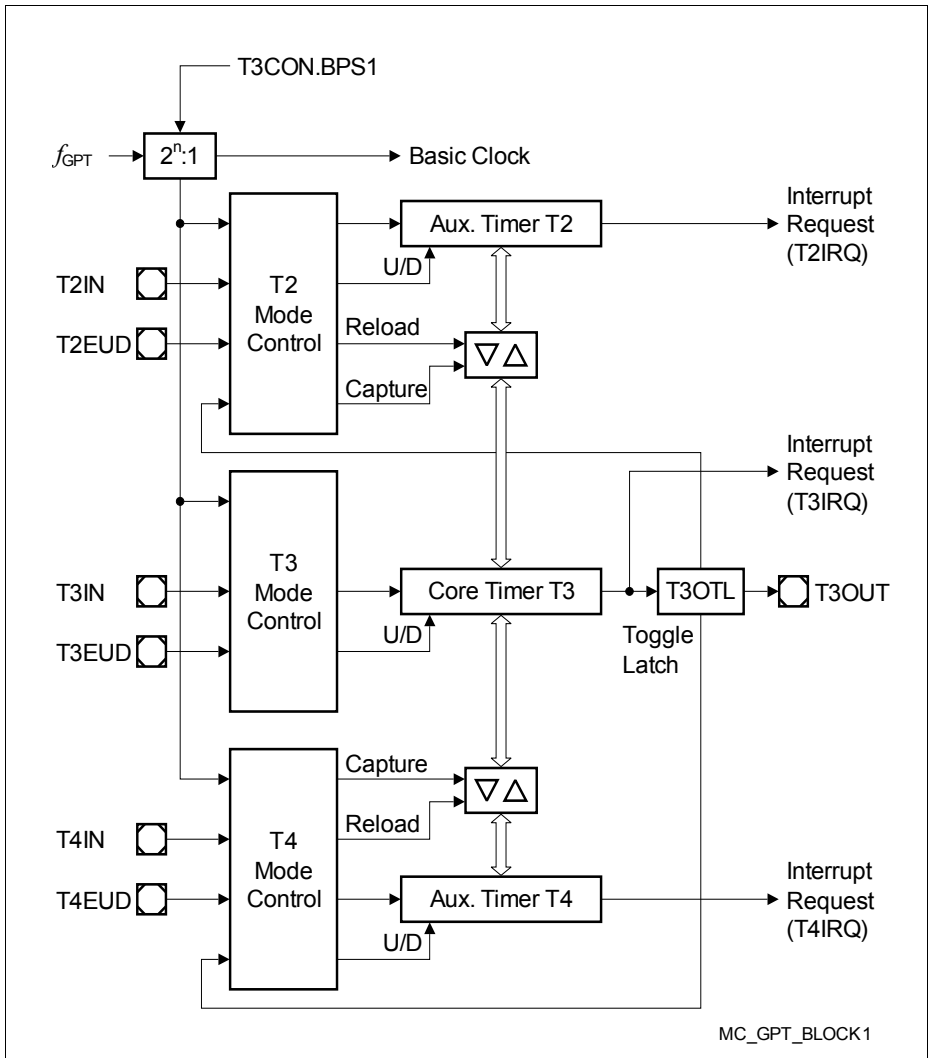 T3CON.BPS1
fGPT
2ⁿ:1
Basic Clock
Interrupt
Request
(T2IRQ)
Aux. Timer T2
U/D
T2IN
T2
Mode
Control
T2EUD
Reload
Capture
Interrupt
Request
(T3IRQ)
T3
Mode
Control
T3IN
Core Timer T3
T3OTL
T3OUT
U/D
T3EUD
Toggle
Latch
Capture
T4IN
Reload
T4
Mode
Control
T4EUD
Aux. Timer T4
U/D
Interrupt
Request
(T4IRQ)
MC_GPT_BLOCK1